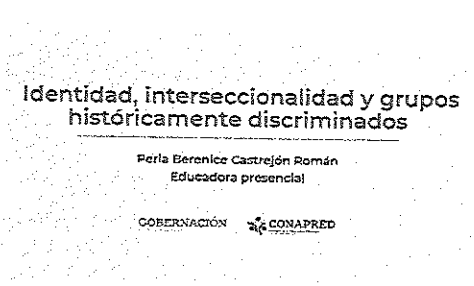 Identidad, interseccionalidad y grupos
históricamente discriminados
Perla Berenice Castrejón Román
Educadora presencial
GOBERNACIÓN CONAPRED